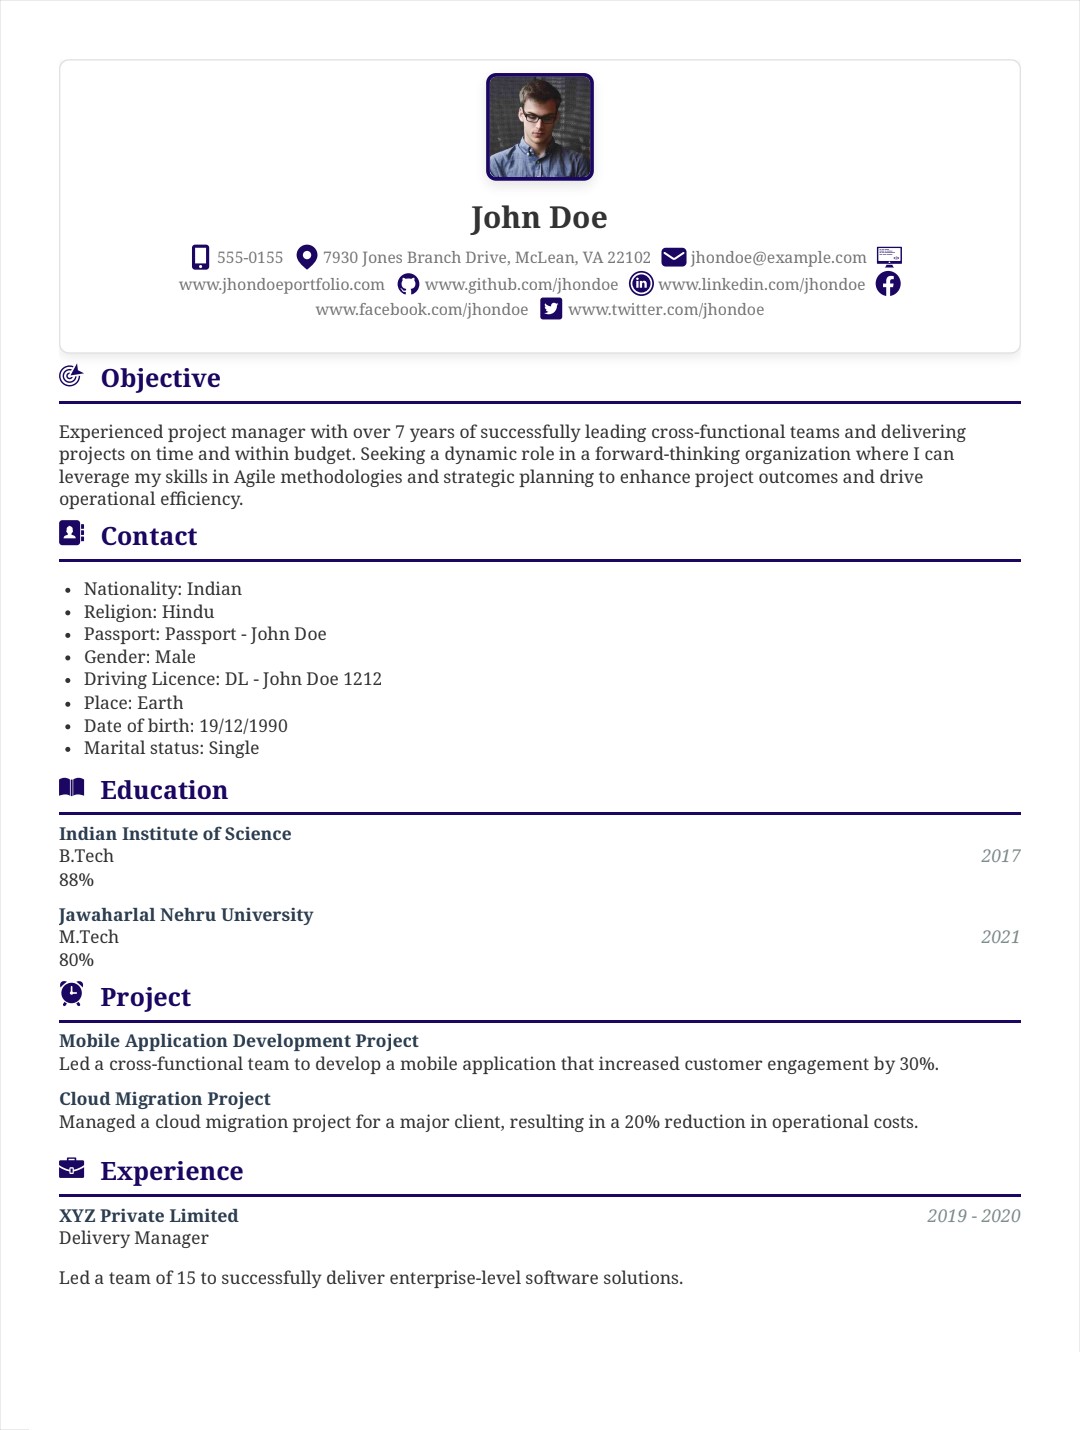 John Doe
555-0155 7930 Jones Branch Drive, McLean, VA 22102 jhondoe@example.com
www.jhondoeportfolio.com www.github.com/jhondoe www.linkedin.com/jhondoe
www.facebook.com/jhondoe www.twitter.com/jhondoe
Objective
Experienced project manager with over 7 years of successfully leading cross-functional teams and delivering
projects on time and within budget. Seeking a dynamic role in a forward-thinking organization where I can
leverage my skills in Agile methodologies and strategic planning to enhance project outcomes and drive
operational efficiency.
Contact
• Nationality: Indian
• Religion: Hindu
• Passport: Passport - John Doe
• Gender: Male
• Driving Licence: DL - John Doe 1212
• Place: Earth
• Date of birth: 19/12/1990
• Marital status: Single
Education
Indian Institute of Science
B.Tech 2017
88%
Jawaharlal Nehru University
M.Tech 2021
80%
Project
Mobile Application Development Project
Led a cross-functional team to develop a mobile application that increased customer engagement by 30%.
Cloud Migration Project
Managed a cloud migration project for a major client, resulting in a 20% reduction in operational costs.
Experience
XYZ Private Limited 2019 - 2020
Delivery Manager
Led a team of 15 to successfully deliver enterprise-level software solutions.